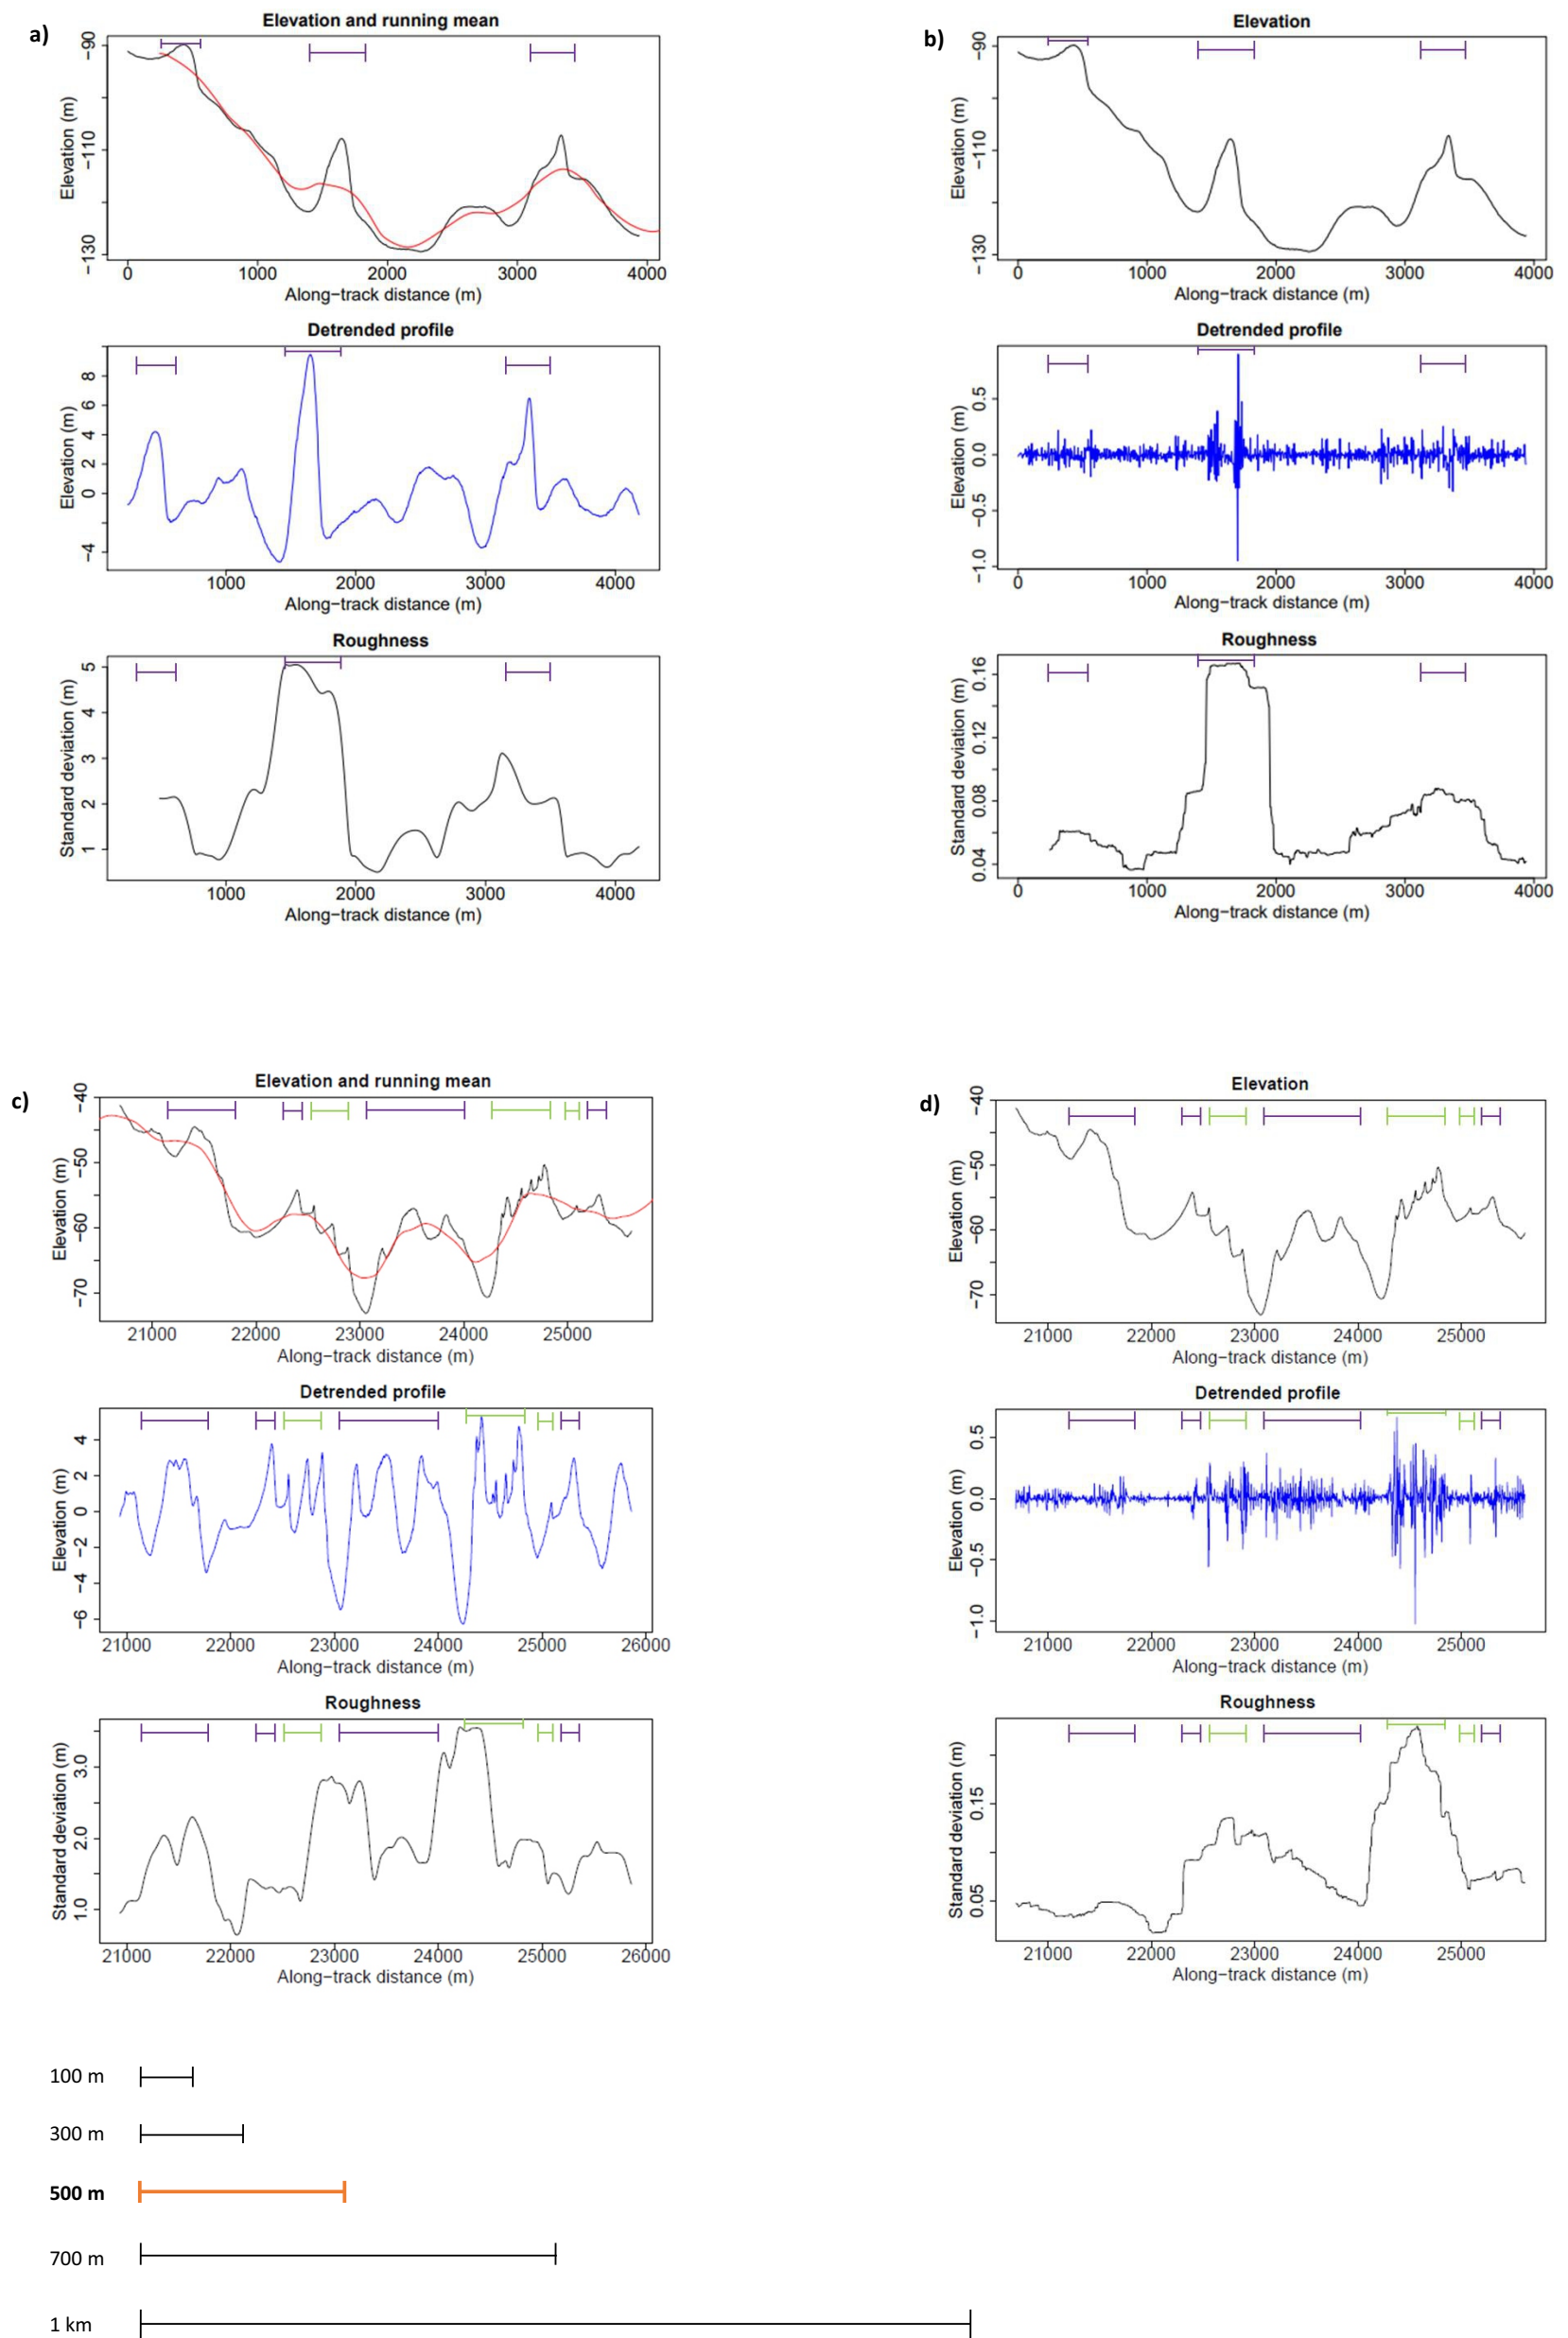 a)
Elevation and running mean
Elevation (m)
−90
−110
−130
0 1000 2000 3000 4000
Along−track distance (m)
Detrended profile
Elevation (m)
8
6
4
2
0
−4
1000 2000 3000 4000
Along−track distance (m)
Roughness
Standard deviation (m)
5
4
3
2
1
1000 2000 3000 4000
Along−track distance (m)
b)
Elevation
Elevation (m)
−90
−110
−130
0 1000 2000 3000 4000
Along−track distance (m)
Detrended profile
Elevation (m)
0.5
0.0
−0.5
−1.0
0 1000 2000 3000 4000
Along−track distance (m)
Roughness
Standard deviation (m)
0.16
0.12
0.08
0.04
0 1000 2000 3000 4000
Along−track distance (m)
c)
Elevation and running mean
Elevation (m)
−40
−50
−60
−70
21000 22000 23000 24000 25000
Along−track distance (m)
Detrended profile
Elevation (m)
4
2
0
−2
−4
−6
21000 22000 23000 24000 25000 26000
Along−track distance (m)
Roughness
Standard deviation (m)
3.0
2.0
1.0
21000 22000 23000 24000 25000 26000
Along−track distance (m)
d)
Elevation
Elevation (m)
−40
−50
−60
−70
21000 22000 23000 24000 25000
Along−track distance (m)
Detrended profile
Elevation (m)
0.5
0.0
−0.5
−1.0
21000 22000 23000 24000 25000
Along−track distance (m)
Roughness
Standard deviation (m)
0.15
0.05
21000 22000 23000 24000 25000
Along−track distance (m)
100 m
300 m
500 m
700 m
1 km